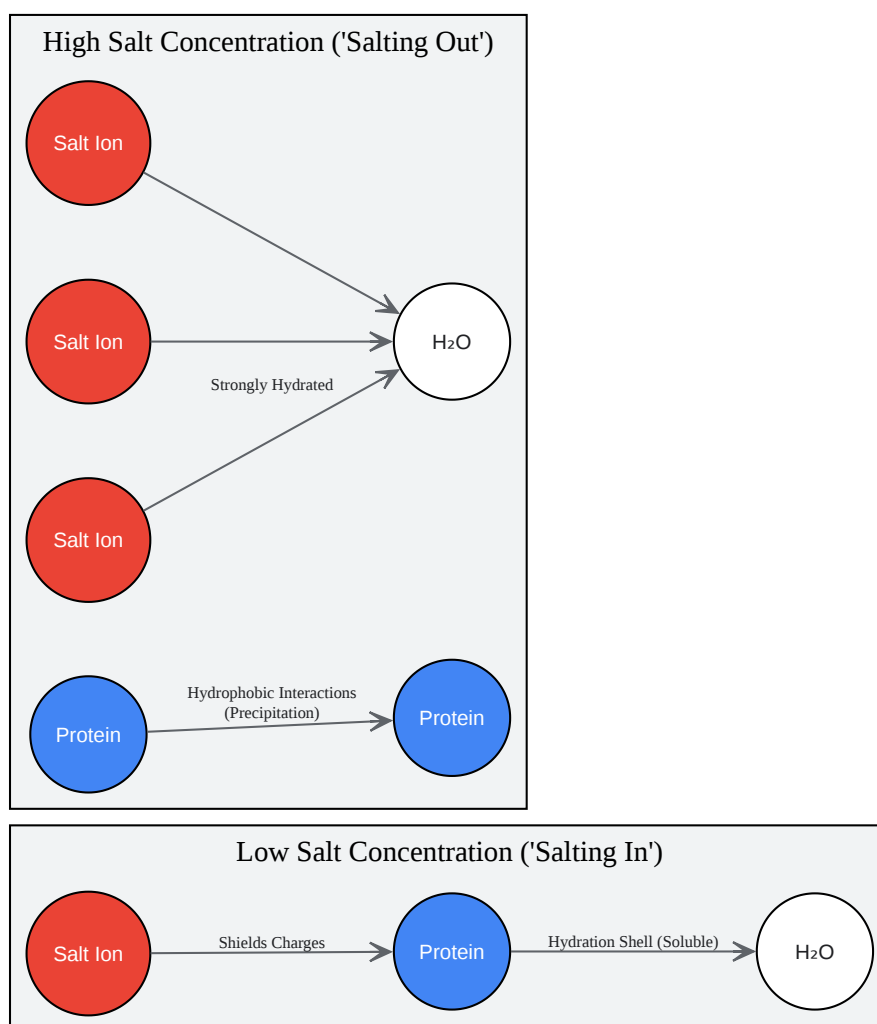 High Salt Concentration ('Salting Out')
Salt Ion
Salt Ion
H₂O
Strongly Hydrated
Salt Ion
Hydrophobic Interactions
(Precipitation)
Protein
Protein
Low Salt Concentration ('Salting In')
Salt Ion
Shields Charges
Protein
Hydration Shell (Soluble)
H₂O